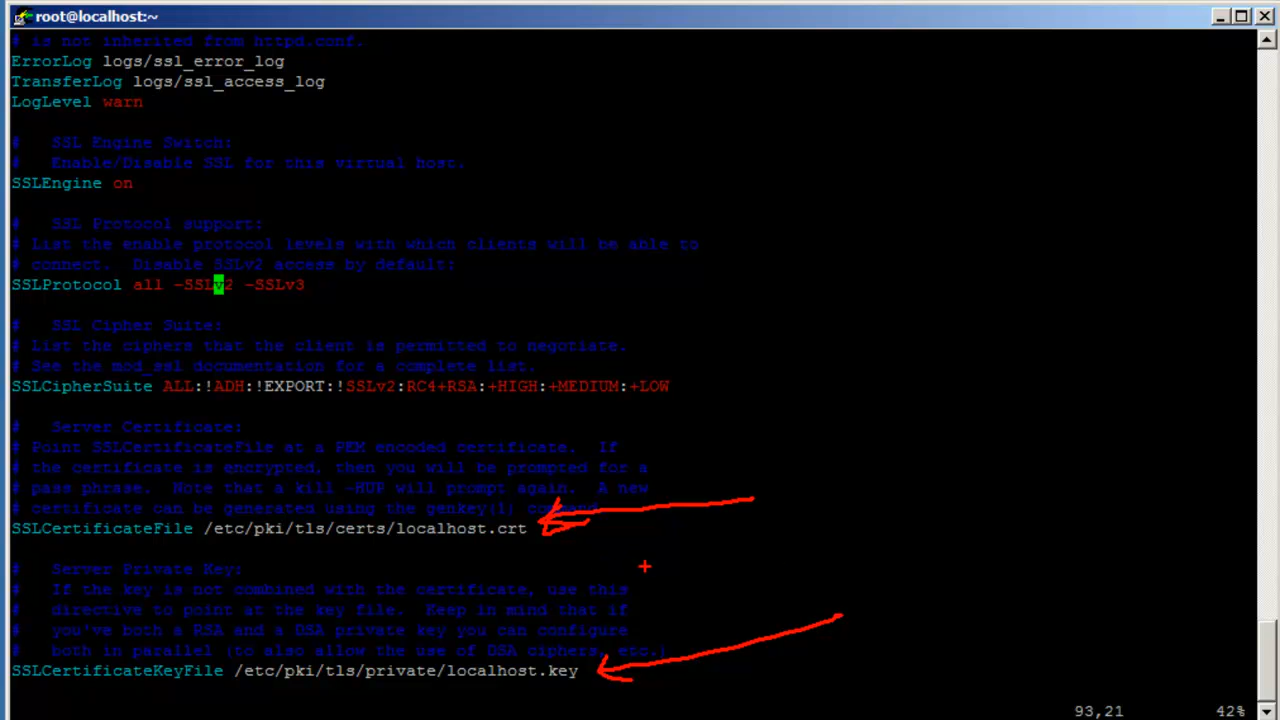 root@localhost:~
# is not inherited from httpd.conf.
ErrorLog logs/ssl_error_log
TransferLog logs/ssl_access_log
LogLevel warn
#   SSL Engine Switch:
#   Enable/Disable SSL for this virtual host.
SSLEngine on
#   SSL Protocol support:
# List the enable protocol levels with which clients will be able to
# connect.  Disable SSLv2 access by default:
SSLProtocol all -SSLv2 -SSLv3
#   SSL Cipher Suite:
# List the ciphers that the client is permitted to negotiate.
# See the mod_ssl documentation for a complete list.
SSLCipherSuite ALL:!ADH:!EXPORT:!SSLv2:RC4+RSA:+HIGH:+MEDIUM:+LOW
#   Server Certificate:
# Point SSLCertificateFile at a PEM encoded certificate.  If
# the certificate is encrypted, then you will be prompted for a
# pass phrase.  Note that a kill -HUP will prompt again.  A new
# certificate can be generated using the genkey(1) command.
SSLCertificateFile /etc/pki/tls/certs/localhost.crt
#   Server Private Key:
#   If the key is not combined with the certificate, use this
#   directive to point at the key file.  Keep in mind that if
#   you've both a RSA and a DSA private key you can configure
#   both in parallel (to also allow the use of DSA ciphers, etc.)
SSLCertificateKeyFile /etc/pki/tls/private/localhost.key
93,21 42%